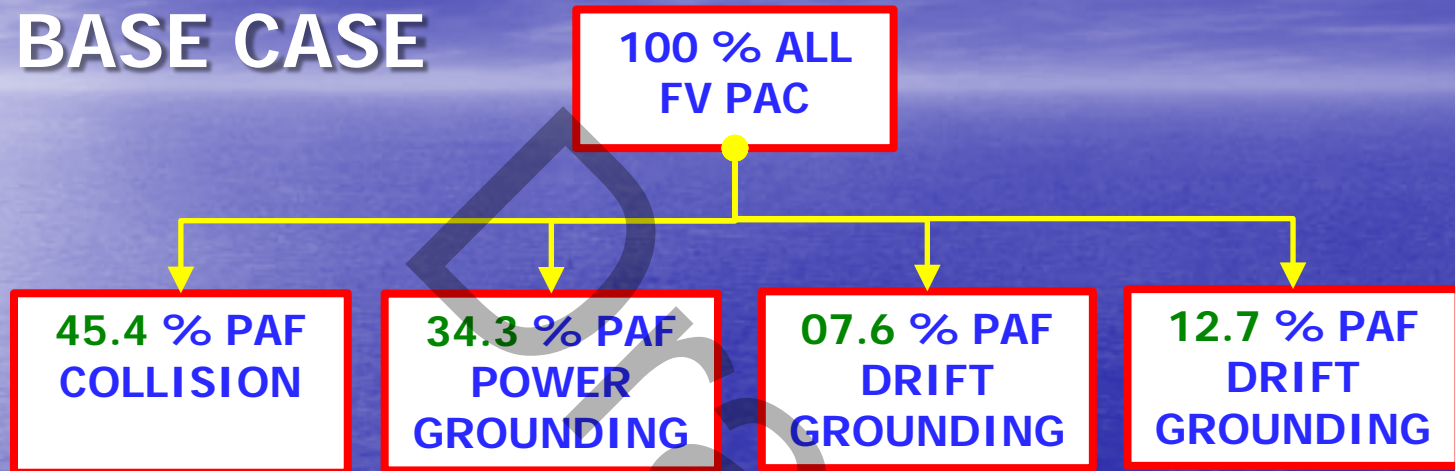 BASE CASE
100 % ALL
FV PAC
45.4 % PAF
COLLISION
34.3 % PAF
POWER
GROUNDING
07.6 % PAF
DRIFT
GROUNDING
12.7 % PAF
DRIFT
GROUNDING